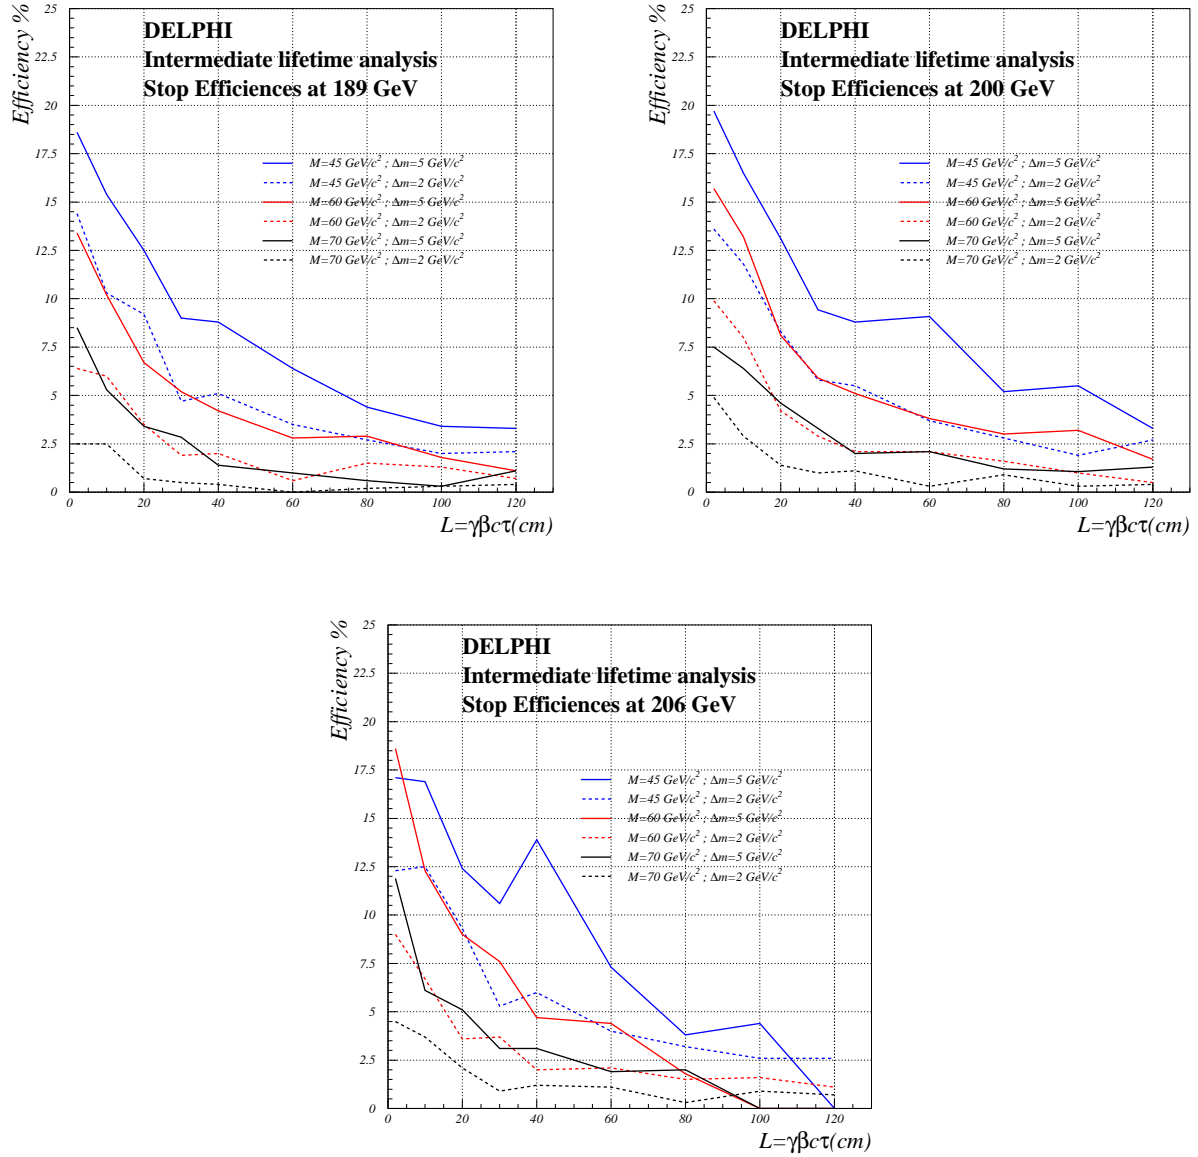 DELPHI
Intermediate lifetime analysis
Stop Efficiences at 189 GeV
Efficiency %
25
22.5
20
17.5
15
12.5
10
7.5
5
2.5
0
M=45 GeV/c² ; Δm=5 GeV/c²
M=45 GeV/c² ; Δm=2 GeV/c²
M=60 GeV/c² ; Δm=5 GeV/c²
M=60 GeV/c² ; Δm=2 GeV/c²
M=70 GeV/c² ; Δm=5 GeV/c²
M=70 GeV/c² ; Δm=2 GeV/c²
0 20 40 60 80 100 120
L=γβcτ(cm)
DELPHI
Intermediate lifetime analysis
Stop Efficiences at 200 GeV
Efficiency %
25
22.5
20
17.5
15
12.5
10
7.5
5
2.5
0
M=45 GeV/c² ; Δm=5 GeV/c²
M=45 GeV/c² ; Δm=2 GeV/c²
M=60 GeV/c² ; Δm=5 GeV/c²
M=60 GeV/c² ; Δm=2 GeV/c²
M=70 GeV/c² ; Δm=5 GeV/c²
M=70 GeV/c² ; Δm=2 GeV/c²
0 20 40 60 80 100 120
L=γβcτ(cm)
DELPHI
Intermediate lifetime analysis
Stop Efficiences at 206 GeV
Efficiency %
25
22.5
20
17.5
15
12.5
10
7.5
5
2.5
0
M=45 GeV/c² ; Δm=5 GeV/c²
M=45 GeV/c² ; Δm=2 GeV/c²
M=60 GeV/c² ; Δm=5 GeV/c²
M=60 GeV/c² ; Δm=2 GeV/c²
M=70 GeV/c² ; Δm=5 GeV/c²
M=70 GeV/c² ; Δm=2 GeV/c²
0 20 40 60 80 100 120
L=γβcτ(cm)